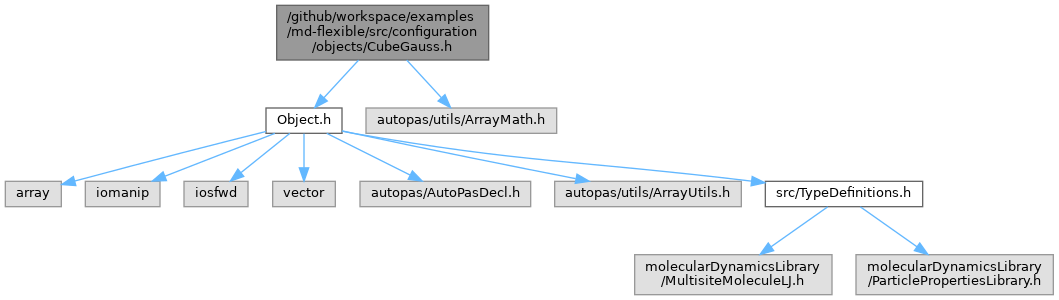 /github/workspace/examples
/md-flexible/src/configuration
/objects/CubeGauss.h
Object.h
autopas/utils/ArrayMath.h
array
iomanip
iosfwd
vector
autopas/AutoPasDecl.h
autopas/utils/ArrayUtils.h
src/TypeDefinitions.h
molecularDynamicsLibrary
/MultisiteMoleculeLJ.h
molecularDynamicsLibrary
/ParticlePropertiesLibrary.h